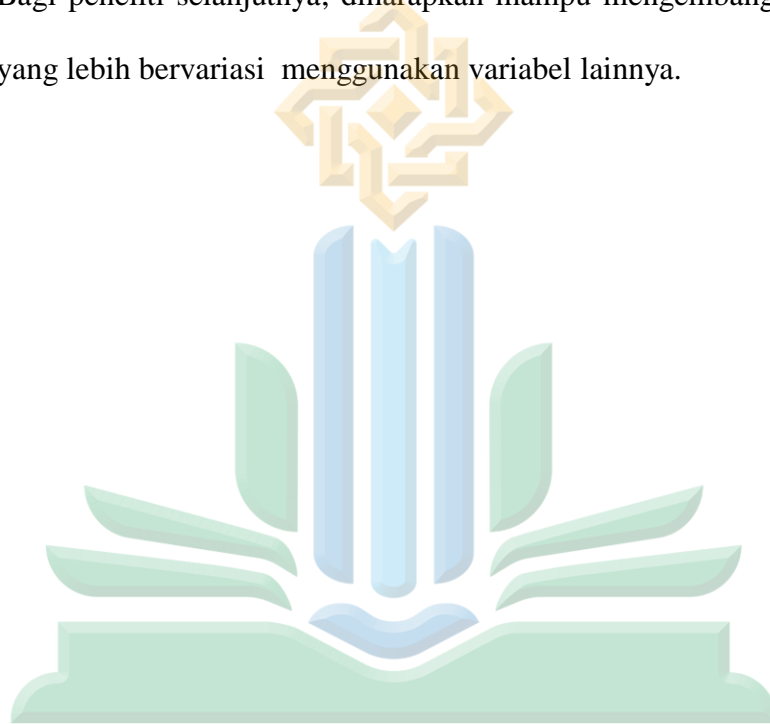 Bagi peneliti selanjutnya, diharapkan mampu mengembang
yang lebih bervariasi menggunakan variabel lainnya.